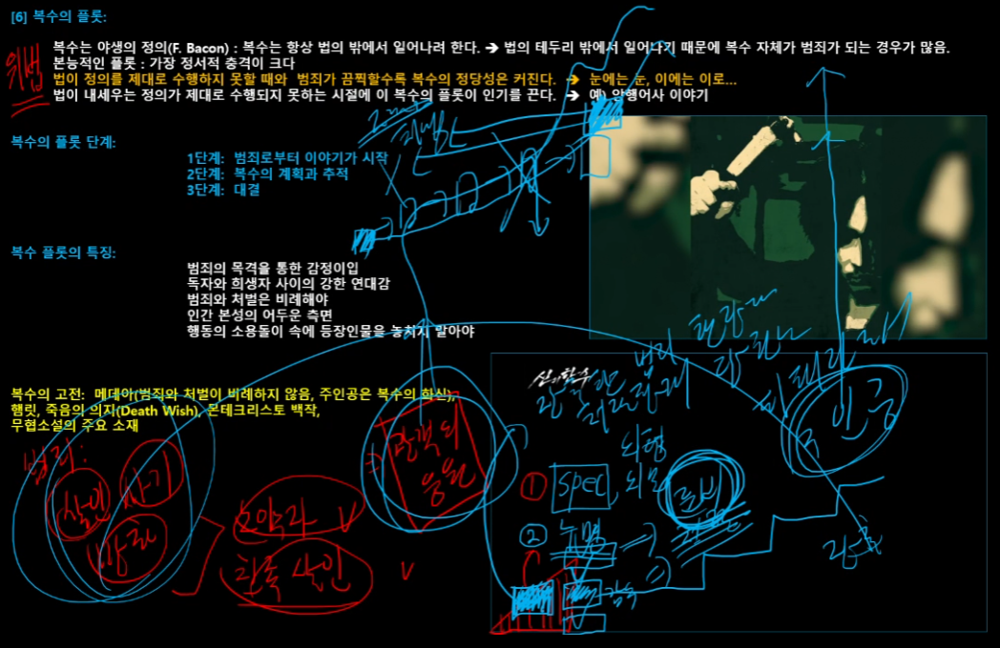 [6] 복수의 플롯:
위법
복수는 야생의 정의(F. Bacon) : 복수는 항상 법의 밖에서 일어나려 한다. ➔ 법의 테두리 밖에서 일어나기 때문에 복수 자체가 범죄가 되는 경우가 많음.
본능적인 플롯 : 가장 정서적 충격이 크다
법이 정의를 제대로 수행하지 못할 때와 범죄가 끔찍할수록 복수의 정당성은 커진다. ➔ 눈에는 눈, 이에는 이로...
법이 내세우는 정의가 제대로 수행되지 못하는 시절에 이 복수의 플롯이 인기를 끈다. ➔ 예) 암행어사 이야기
복수의 플롯 단계:
1단계: 범죄로부터 이야기가 시작
2단계: 복수의 계획과 추적
3단계: 대결
복수 플롯의 특징:
범죄의 목격을 통한 감정이입
독자와 희생자 사이의 강한 연대감
범죄와 처벌은 비례해야
인간 본성의 어두운 측면
행동의 소용돌이 속에 등장인물을 놓치지 말아야
복수의 고전: 메데아(범죄와 처벌이 비례하지 않음, 주인공은 복수의 화신),
햄릿, 죽음의 의지(Death Wish), 몬테크리스토 백작,
무협소설의 주요 소재
신의 한 수
범죄:
살인
사기
관객의
응원
주인공
① spec, 외형
외모
준비
②
살인